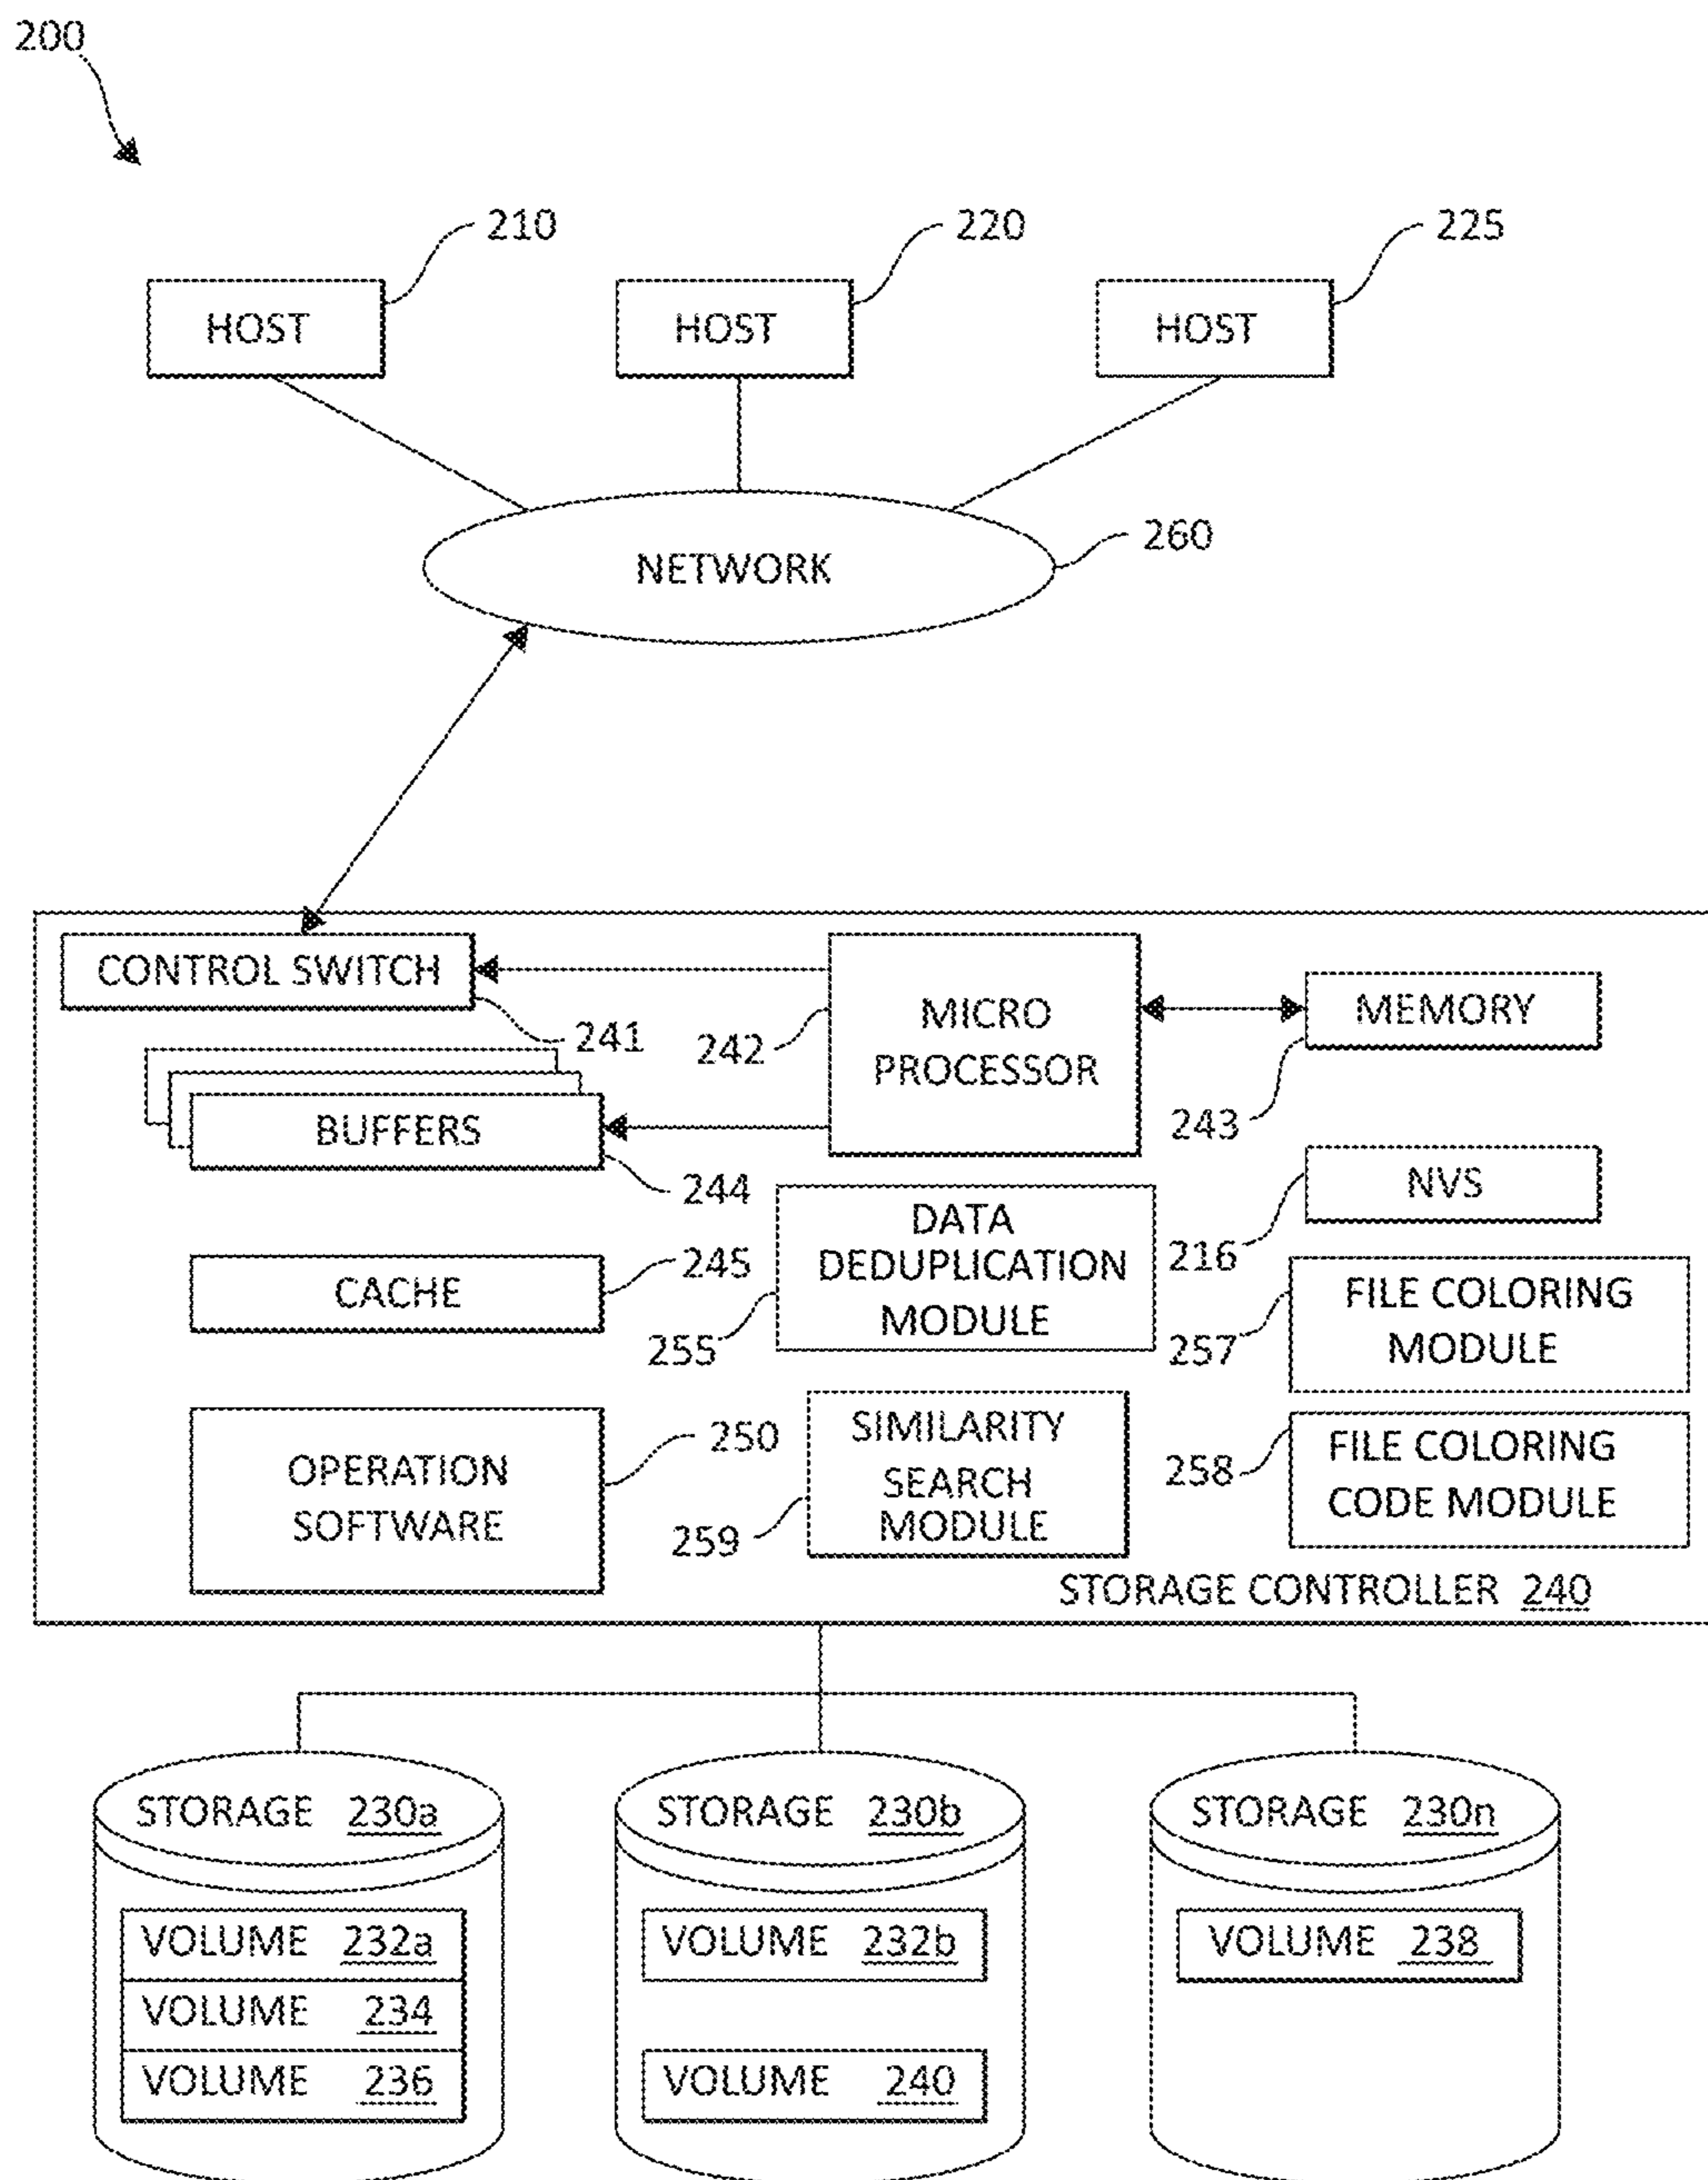 200
210
220
225
HOST
HOST
HOST
260
NETWORK
CONTROL SWITCH
241
242
MICRO
PROCESSOR
MEMORY
243
BUFFERS
244
NVS
216
DATA
DEDUPLICATION
MODULE
255
CACHE
245
FILE COLORING
MODULE
257
OPERATION
SOFTWARE
250
SIMILARITY
SEARCH
MODULE
259
FILE COLORING
CODE MODULE
258
STORAGE CONTROLLER 240
STORAGE 230a
VOLUME 232a
VOLUME 234
VOLUME 236
STORAGE 230b
VOLUME 232b
VOLUME 240
STORAGE 230n
VOLUME 238